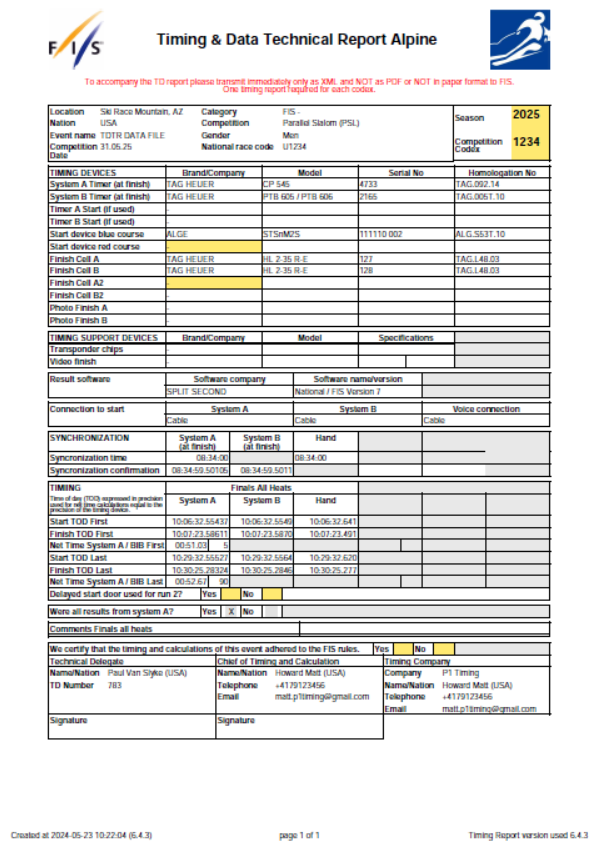 FIS
Timing & Data Technical Report Alpine
To accompany the TD report please transmit immediately only as XML and NOT as PDF or NOT in paper format to FIS.
One timing report required for each codex.
Location Ski Race Mountain, AZ Category FIS - Season 2025
Nation USA Competition Parallel Slalom (PSL)
Event name TDTR DATA FILE Gender Men Competition Codex 1234
Competition Date 31.05.25 National race code U1234
TIMING DEVICES Brand/Company Model Serial No Homologation No
System A Timer (at finish) TAG HEUER CP 545 4733 TAG.092.14
System B Timer (at finish) TAG HEUER PTB 605 / PTB 606 2165 TAG.005T.10
Timer A Start (if used) -
Timer B Start (if used) -
Start device blue course ALGE STSnM2S 111110 002 ALG.S53T.10
Start device red course -
Finish Cell A TAG HEUER HL 2-35 R-E 127 TAG.L48.03
Finish Cell B TAG HEUER HL 2-35 R-E 128 TAG.L48.03
Finish Cell A2 -
Finish Cell B2 -
Photo Finish A -
Photo Finish B -
TIMING SUPPORT DEVICES Brand/Company Model Specifications
Transponder chips -
Video finish -
Result software Software company Software name/version
SPLIT SECOND National / FIS Version 7
Connection to start System A System B Voice connection
Cable Cable Cable
SYNCHRONIZATION System A (at finish) System B (at finish) Hand
Syncronization time 08:34:00 08:34:00
Syncronization confirmation 08:34:59.50105 08:34:59.5011
TIMIING Finals All Heats
Time of day (TOD) expressed in precision used for net time calculations equal to the precision of the timing device. System A System B Hand
Start TOD First 10:06:32.55437 10:06:32.5549 10:06:32.641
Finish TOD First 10:07:23.58611 10:07:23.5870 10:07:23.491
Net Time System A / BIB First 00:51.03 5
Start TOD Last 10:29:32.55527 10:29:32.5564 10:29:32.620
Finish TOD Last 10:30:25.28324 10:30:25.2846 10:30:25.277
Net Time System A / BIB Last 00:52.67 90
Delayed start door used for run 2? Yes No
Were all results from system A? Yes X No
Comments Finals all heats
We certify that the timing and calculations of this event adhered to the FIS rules. Yes No
Technical Delegate Chief of Timing and Calculation Timing Company
Name/Nation Paul Van Slyke (USA) Name/Nation Howard Matt (USA) Company P1 Timing
TD Number 783 Telephone +4179123456 Name/Nation Howard Matt (USA)
Email matt.p1timing@gmail.com Telephone +4179123456
Email matt.p1timing@gmail.com
Signature Signature
Created at 2024-05-23 10:22:04 (6.4.3) page 1 of 1 Timing Report version used 6.4.3